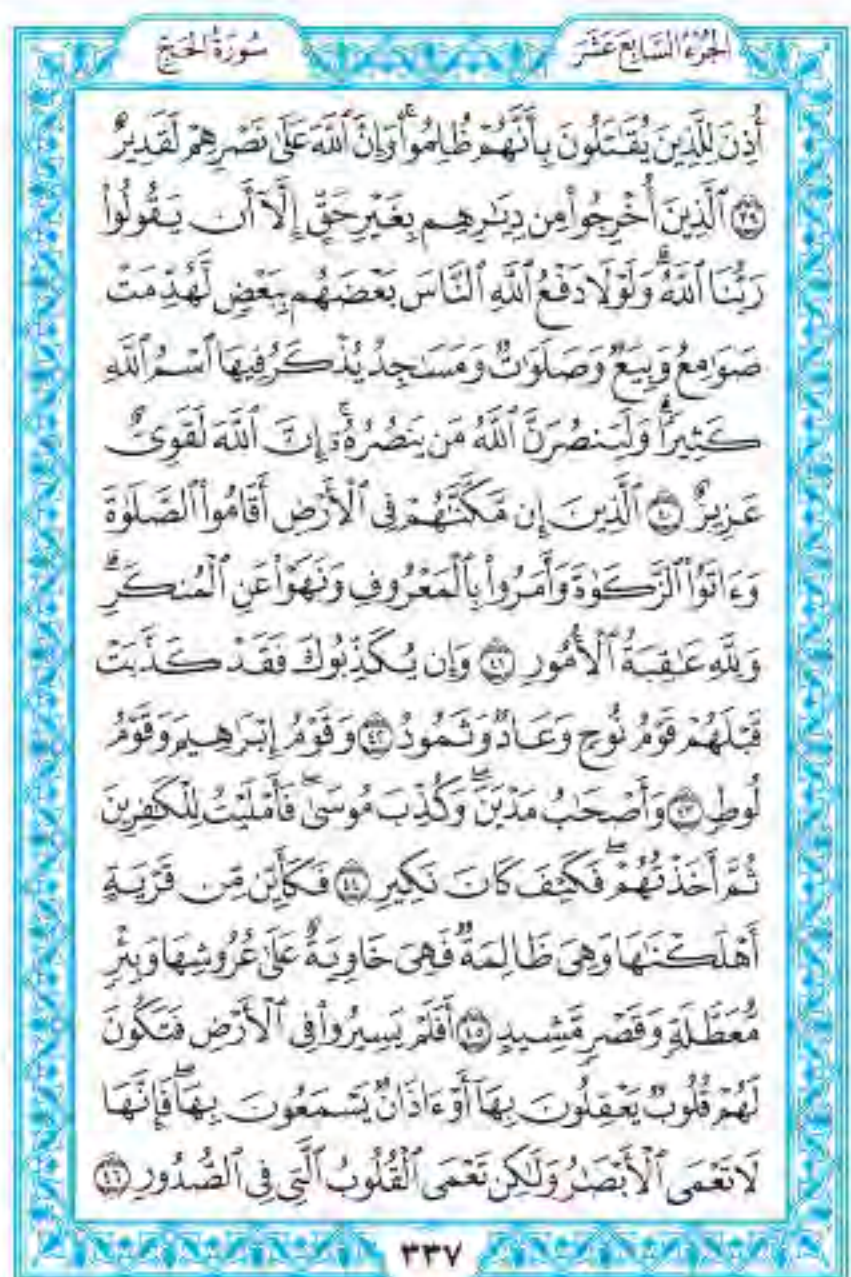 الجزء السابع عشر
سورة الحج
أُذِنَ لِلَّذِينَ يُقَٰتَلُونَ بِأَنَّهُمْ ظُلِمُوا۟ ۚ وَإِنَّ ٱللَّهَ عَلَىٰ نَصْرِهِمْ لَقَدِيرٌ
٣٩ ٱلَّذِينَ أُخْرِجُوا۟ مِن دِيَٰرِهِم بِغَيْرِ حَقٍّ إِلَّآ أَن يَقُولُوا۟
رَبُّنَا ٱللَّهُ ۗ وَلَوْلَا دَفْعُ ٱللَّهِ ٱلنَّاسَ بَعْضَهُم بِبَعْضٍ لَّهُدِّمَتْ
صَوَٰمِعُ وَبِيَعٌ وَصَلَوَٰتٌ وَمَسَٰجِدُ يُذْكَرُ فِيهَا ٱسْمُ ٱللَّهِ
كَثِيرًا ۗ وَلَيَنصُرَنَّ ٱللَّهُ مَن يَنصُرُهُۥٓ ۗ إِنَّ ٱللَّهَ لَقَوِىٌّ
عَزِيزٌ ٤٠ ٱلَّذِينَ إِن مَّكَّنَّٰهُمْ فِى ٱلْأَرْضِ أَقَامُوا۟ ٱلصَّلَوٰةَ
وَءَاتَوُا۟ ٱلزَّكَوٰةَ وَأَمَرُوا۟ بِٱلْمَعْرُوفِ وَنَهَوْا۟ عَنِ ٱلْمُنكَرِ ۗ
وَلِلَّهِ عَٰقِبَةُ ٱلْأُمُورِ ٤١ وَإِن يُكَذِّبُوكَ فَقَدْ كَذَّبَتْ
قَبْلَهُمْ قَوْمُ نُوحٍ وَعَادٌ وَثَمُودُ ٤٢ وَقَوْمُ إِبْرَٰهِيمَ وَقَوْمُ
لُوطٍ ٤٣ وَأَصْحَٰبُ مَدْيَنَ ۖ وَكُذِّبَ مُوسَىٰ ۖ فَأَمْلَيْتُ لِلْكَٰفِرِينَ
ثُمَّ أَخَذْتُهُمْ ۖ فَكَيْفَ كَانَ نَكِيرِ ٤٤ فَكَأَيِّن مِّن قَرْيَةٍ
أَهْلَكْنَٰهَا وَهِىَ ظَالِمَةٌ فَهِىَ خَاوِيَةٌ عَلَىٰ عُرُوشِهَا وَبِئْرٍ
مُّعَطَّلَةٍ وَقَصْرٍ مَّشِيدٍ ٤٥ أَفَلَمْ يَسِيرُوا۟ فِى ٱلْأَرْضِ فَتَكُونَ
لَهُمْ قُلُوبٌ يَعْقِلُونَ بِهَآ أَوْ ءَاذَانٌ يَسْمَعُونَ بِهَا ۖ فَإِنَّهَا
لَا تَعْمَى ٱلْأَبْصَٰرُ وَلَٰكِن تَعْمَى ٱلْقُلُوبُ ٱلَّتِى فِى ٱلصُّدُورِ ٤٦
٣٣٧